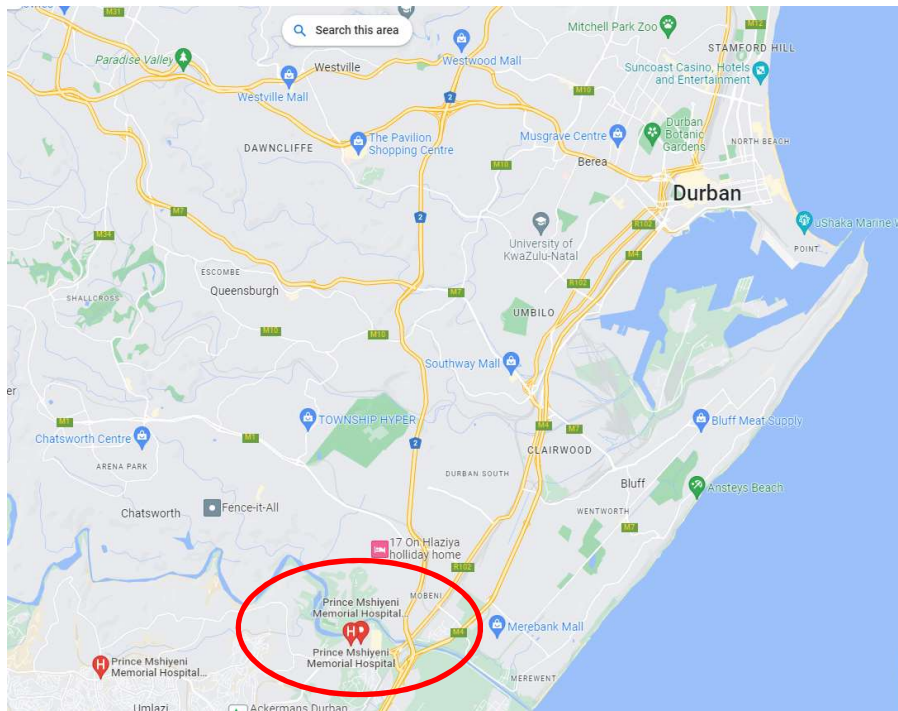 M31
Search this area
Mitchell Park Zoo
STAMFORD HILL
Paradise Valley
Westville
Westwood Mall
Suncoast Casino, Hotels
and Entertainment
M10
Westville Mall
2
Durban
Botanic
Gardens
The Pavilion
Shopping Centre
Musgrave Centre
NORTH BEACH
DAWNCLIFFE
Berea
M10
Durban
M7
2
uShaka Marine
R102
M34
University of
KwaZulu-Natal
M4
POINT
ESCOMBE
R102
Queensburgh
M7
SHALLCROSS
UMBILO
M10
M10
Southway Mall
er
M1
TOWNSHIP HYPER
Bluff Meat Supply
M4
M7
Chatsworth Centre
M1
2
CLAIRWOOD
ARENA PARK
DURBAN SOUTH
Bluff
Ansteys Beach
Fence-it-All
Chatsworth
WENTWORTH
M7
17 On Hlaziya
holliday home
R102
MOBENI
Prince Mshiyeni
Memorial Hospital...
H
Merebank Mall
M4
Prince Mshiyeni
Memorial Hospital
H
Prince Mshiyeni
Memorial Hospital...
MEREWENT
Umlazi
Ackermans Durban